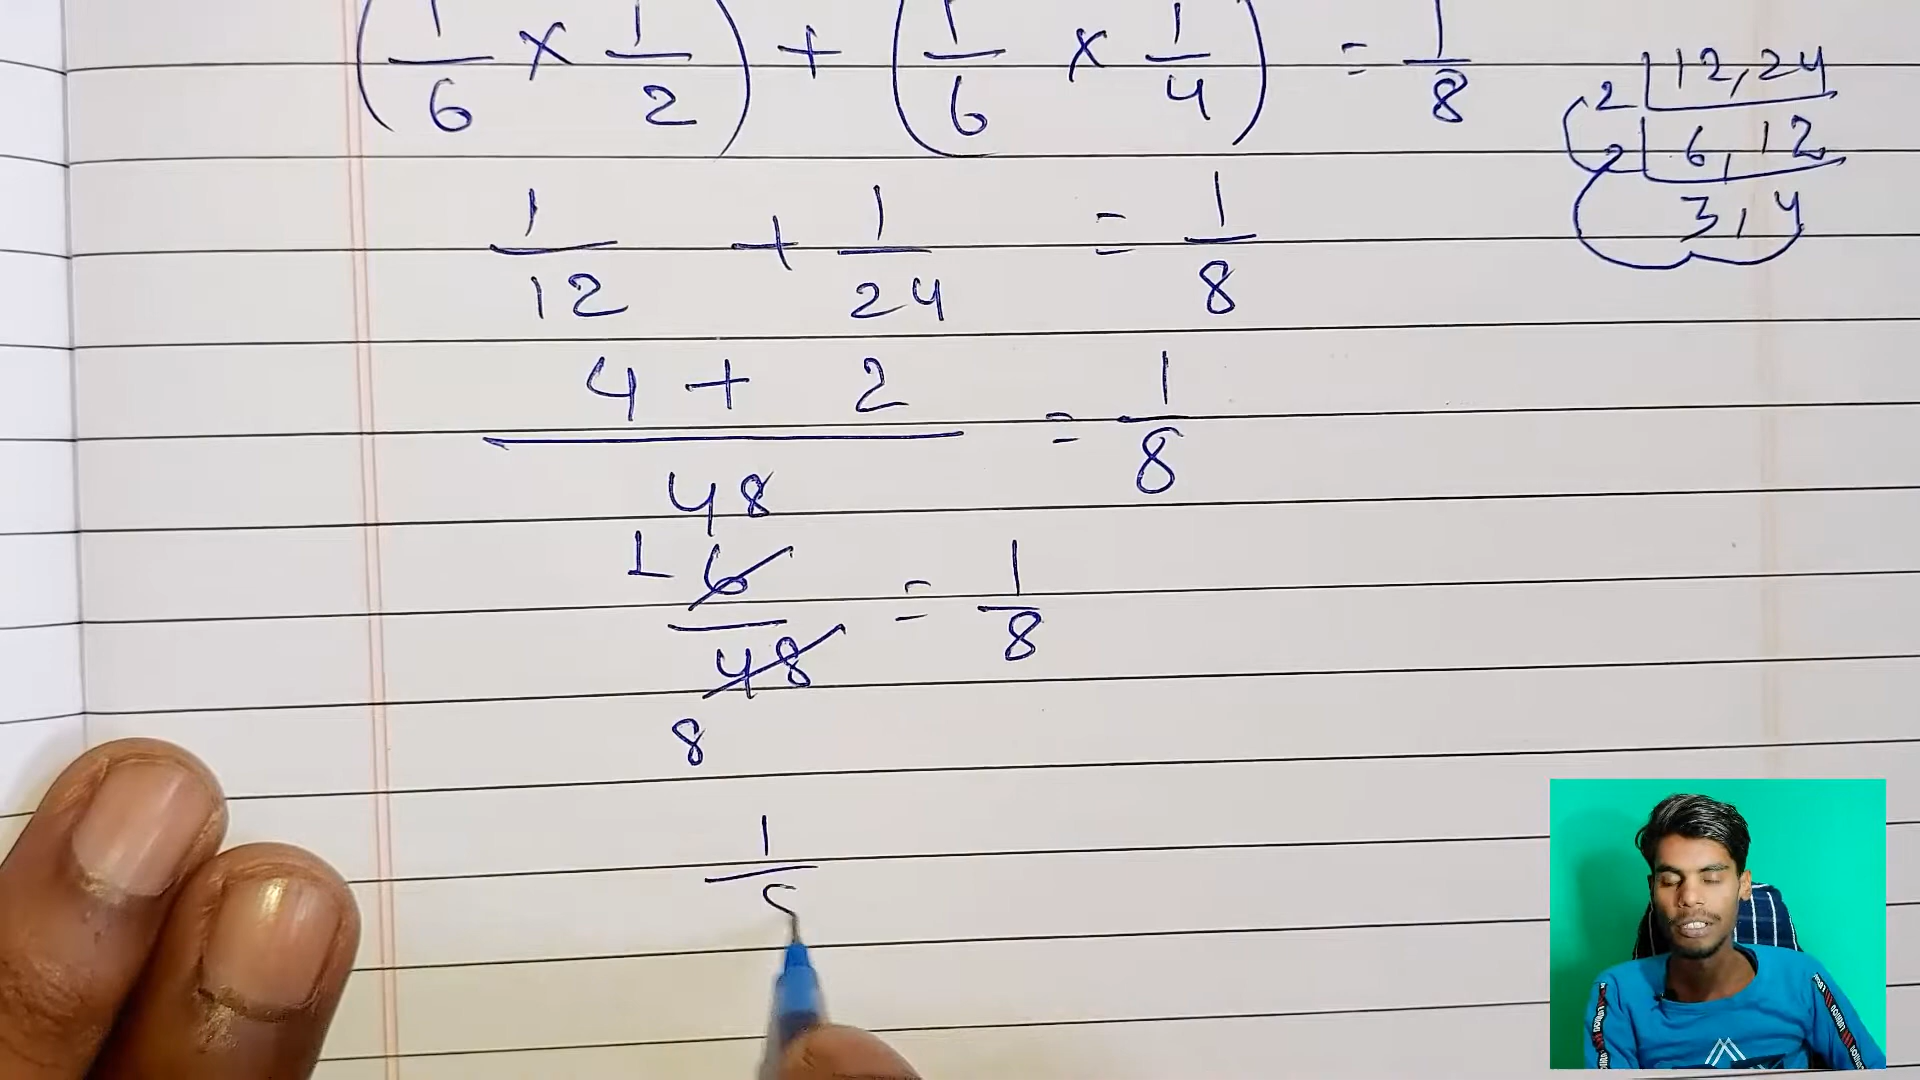 (1/6 × 1/2) + (1/6 × 1/4) = 1/8
2 | 12, 24
2 | 6, 12
3, 4
1/12 + 1/24 = 1/8
4 + 2 / 48 = 1/8
1 6/48 = 1/8
8
1/